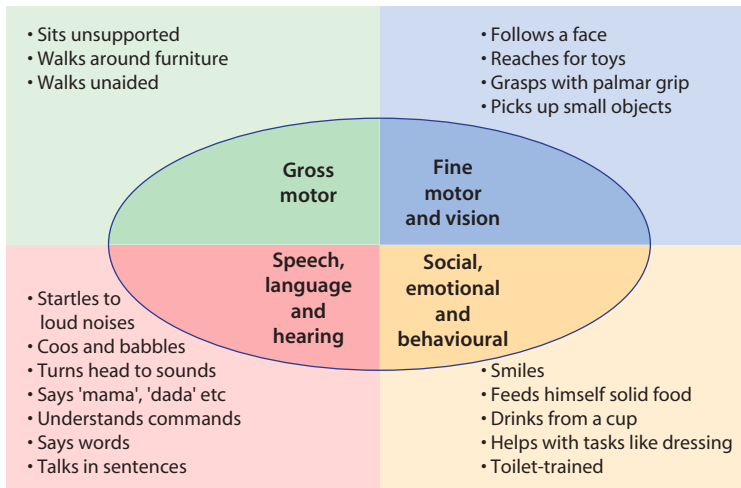 • Sits unsupported
• Walks around furniture
• Walks unaided
• Follows a face
• Reaches for toys
• Grasps with palmar grip
• Picks up small objects
Gross
motor
Fine
motor
and vision
Speech,
language
and
hearing
Social,
emotional
and
behavioural
• Startles to
loud noises
• Coos and babbles
• Turns head to sounds
• Says 'mama', 'dada' etc
• Understands commands
• Says words
• Talks in sentences
• Smiles
• Feeds himself solid food
• Drinks from a cup
• Helps with tasks like dressing
• Toilet-trained